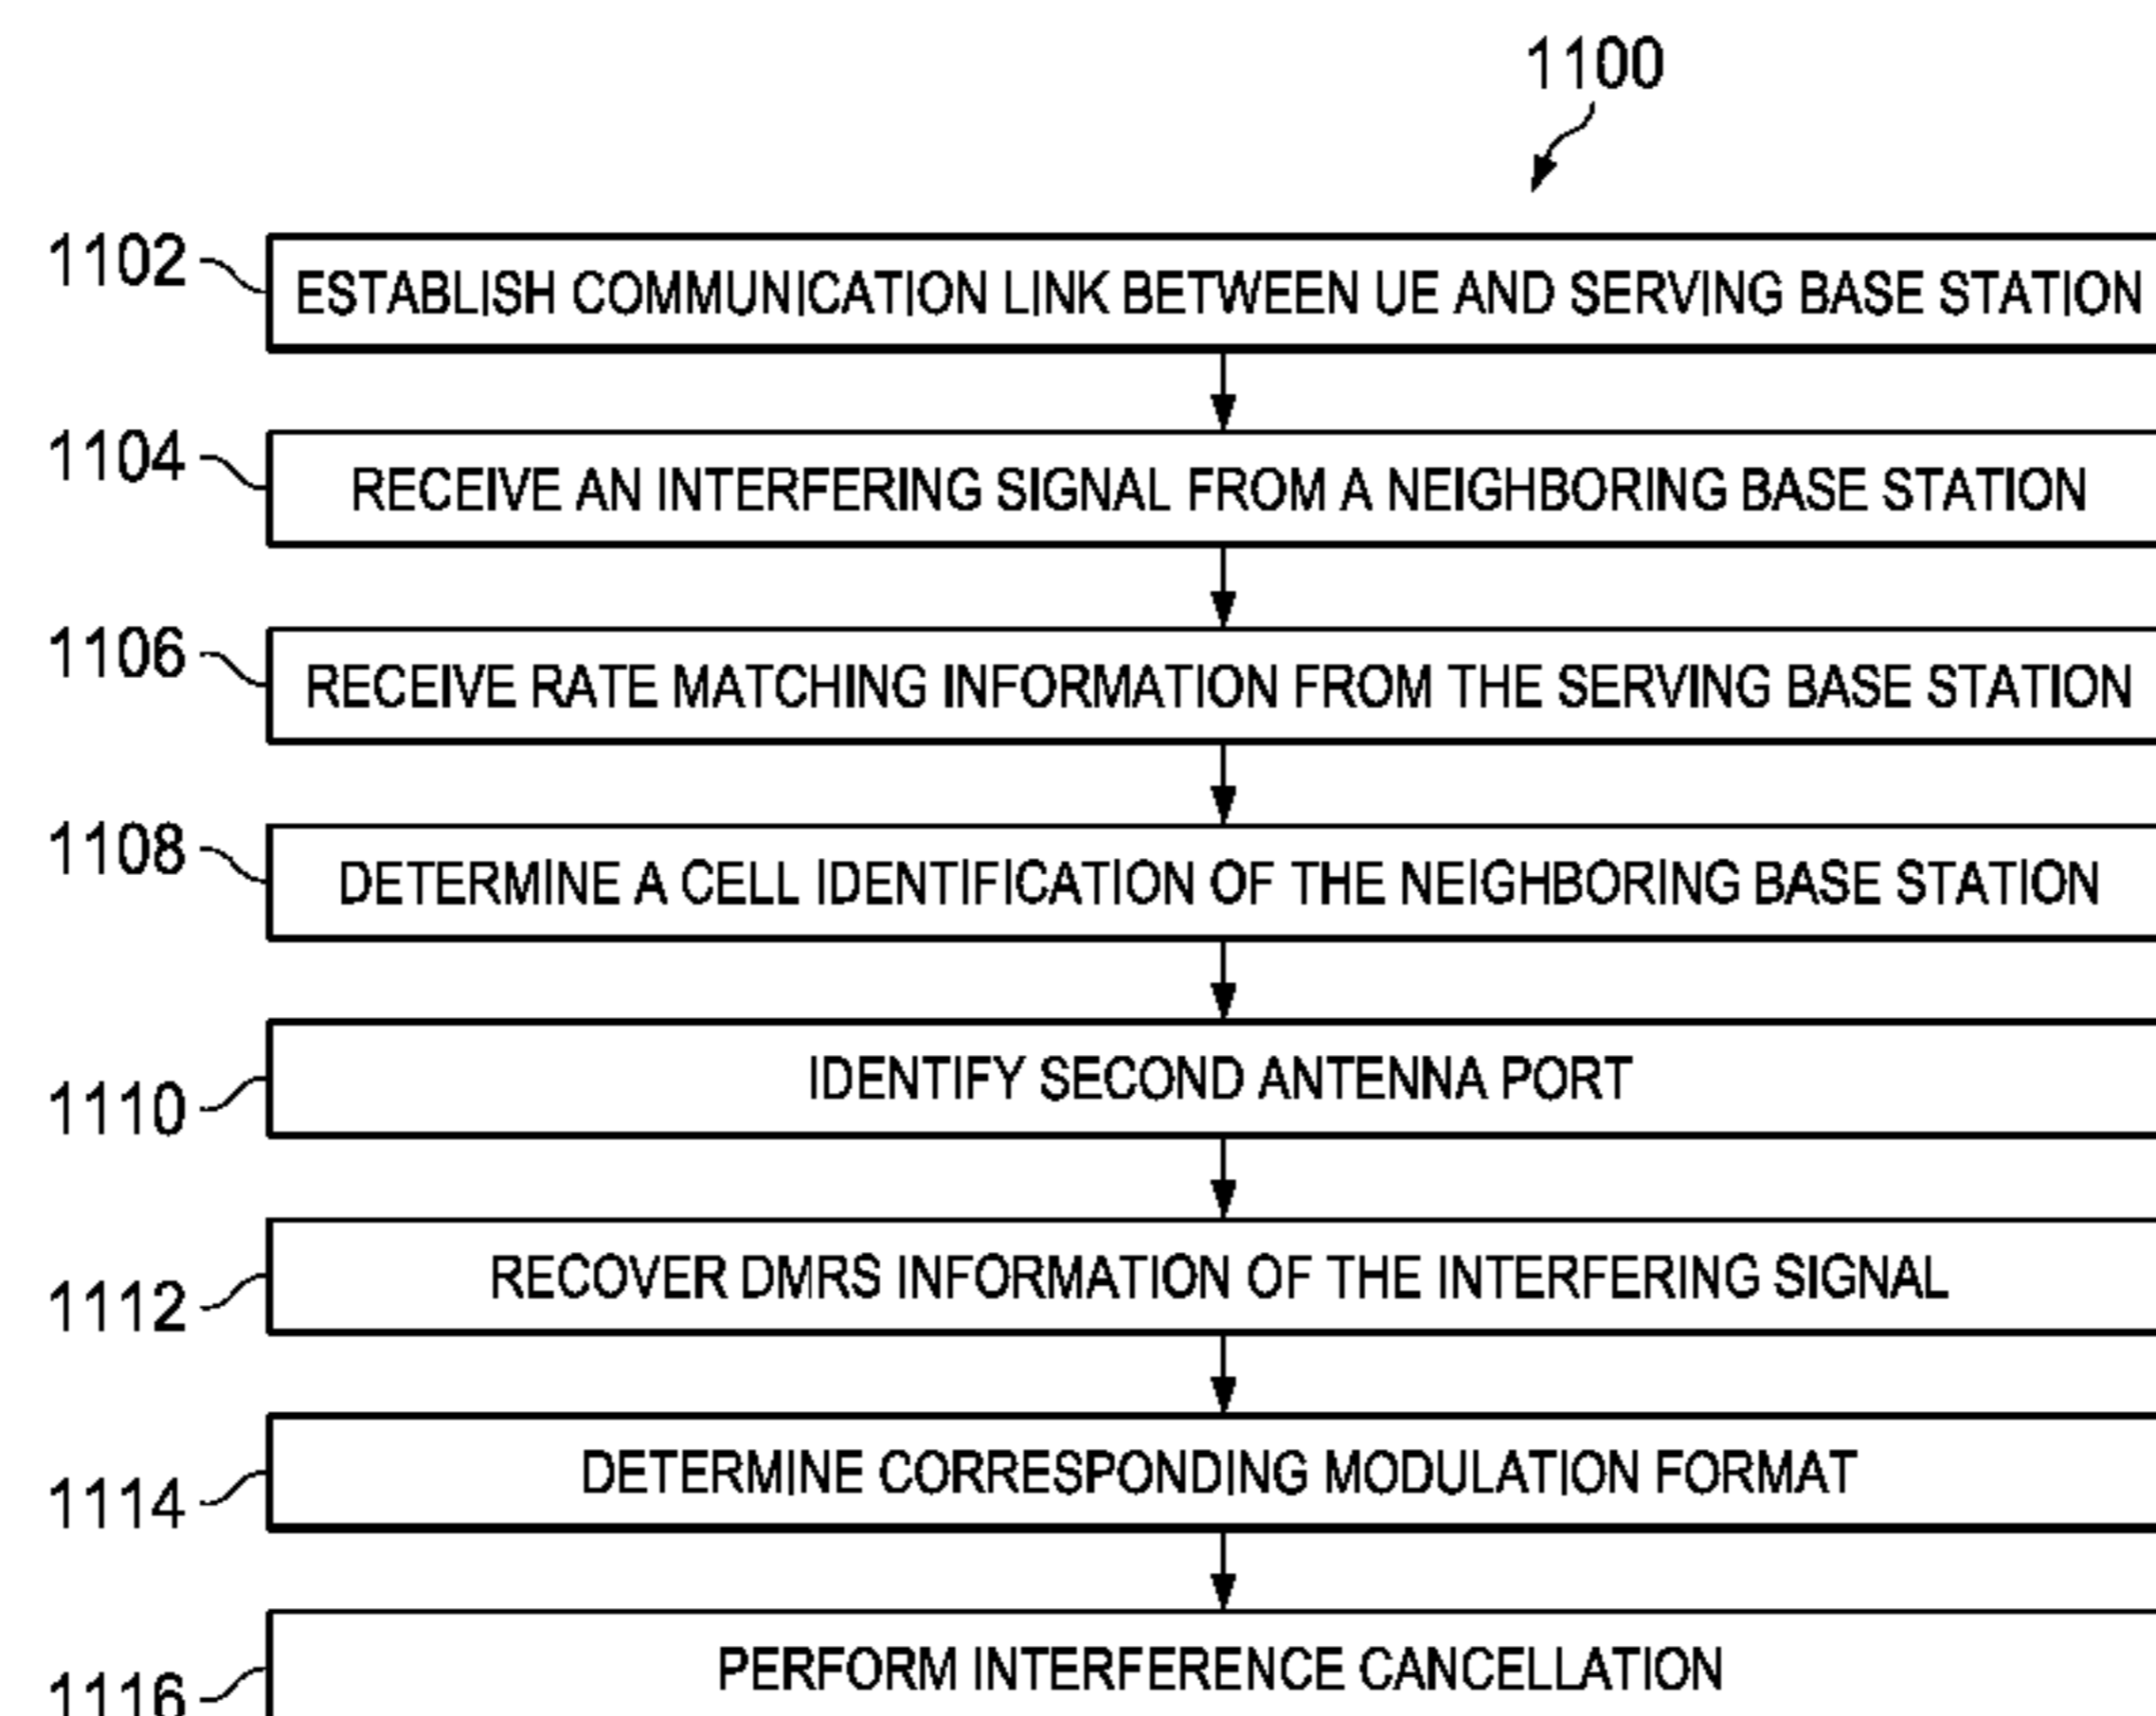 1100
1102 ESTABLISH COMMUNICATION LINK BETWEEN UE AND SERVING BASE STATION
1104 RECEIVE AN INTERFERING SIGNAL FROM A NEIGHBORING BASE STATION
1106 RECEIVE RATE MATCHING INFORMATION FROM THE SERVING BASE STATION
1108 DETERMINE A CELL IDENTIFICATION OF THE NEIGHBORING BASE STATION
1110 IDENTIFY SECOND ANTENNA PORT
1112 RECOVER DMRS INFORMATION OF THE INTERFERING SIGNAL
1114 DETERMINE CORRESPONDING MODULATION FORMAT
1116 PERFORM INTERFERENCE CANCELLATION